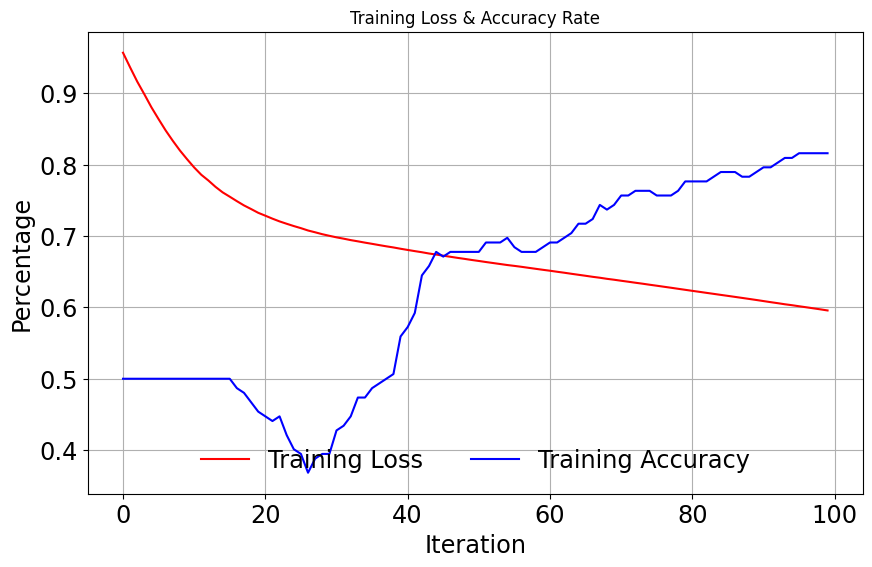 Training Loss & Accuracy Rate
Percentage
0.9
0.8
0.7
0.6
0.5
0.4
Training Loss Training Accuracy
0 20 40 60 80 100
Iteration